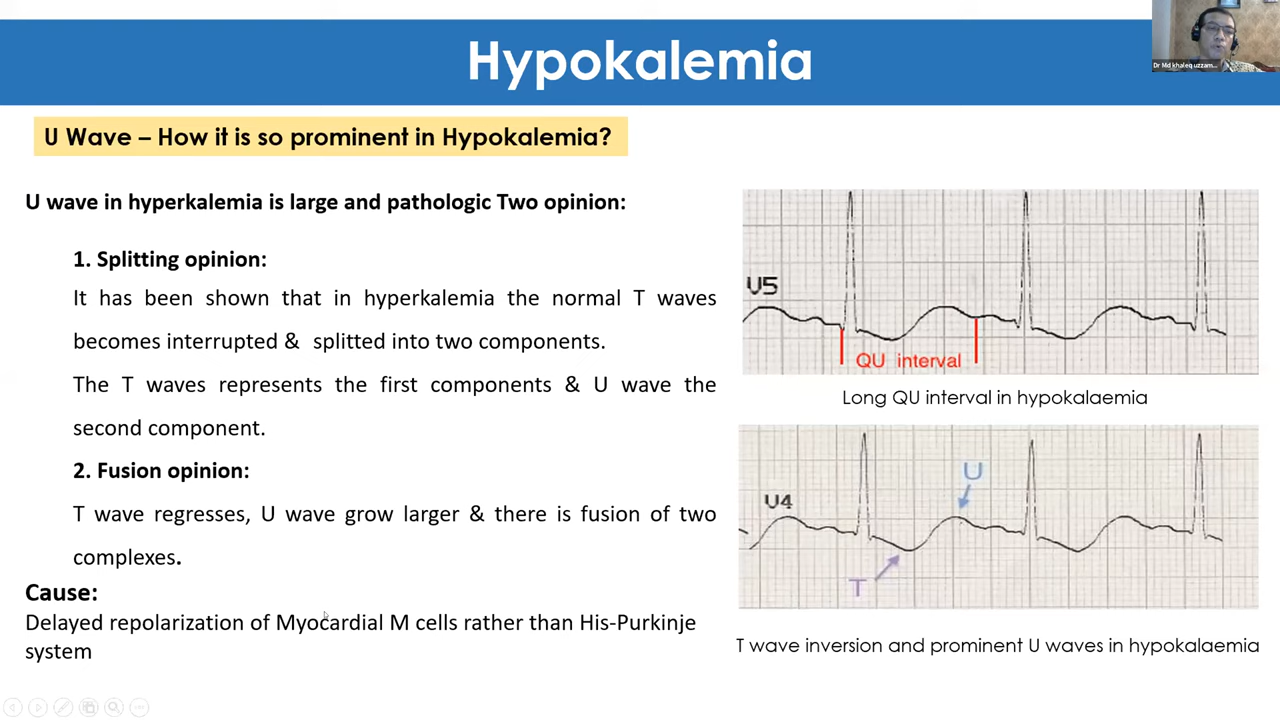 Hypokalemia
Dr Md khaleq uzzam...
U Wave – How it is so prominent in Hypokalemia?
U wave in hyperkalemia is large and pathologic Two opinion:
1. Splitting opinion:
It has been shown that in hyperkalemia the normal T waves
becomes interrupted & splitted into two components.
The T waves represents the first components & U wave the
second component.
2. Fusion opinion:
T wave regresses, U wave grow larger & there is fusion of two
complexes.
Cause:
Delayed repolarization of Myocardial M cells rather than His-Purkinje
system
V5
QU interval
Long QU interval in hypokalaemia
U
V4
T
T wave inversion and prominent U waves in hypokalaemia